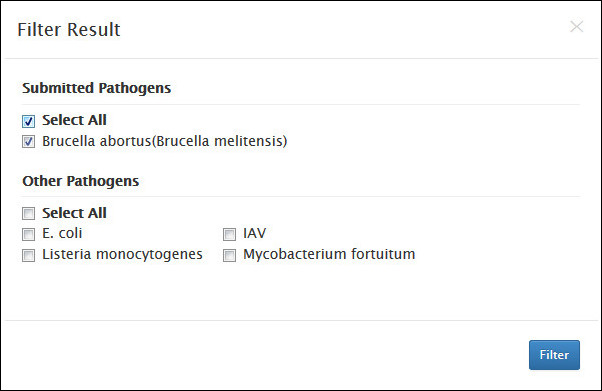 Filter Result
Submitted Pathogens
Select All
Brucella abortus(Brucella melitensis)
Other Pathogens
Select All
E. coli IAV
Listeria monocytogenes Mycobacterium fortuitum
Filter